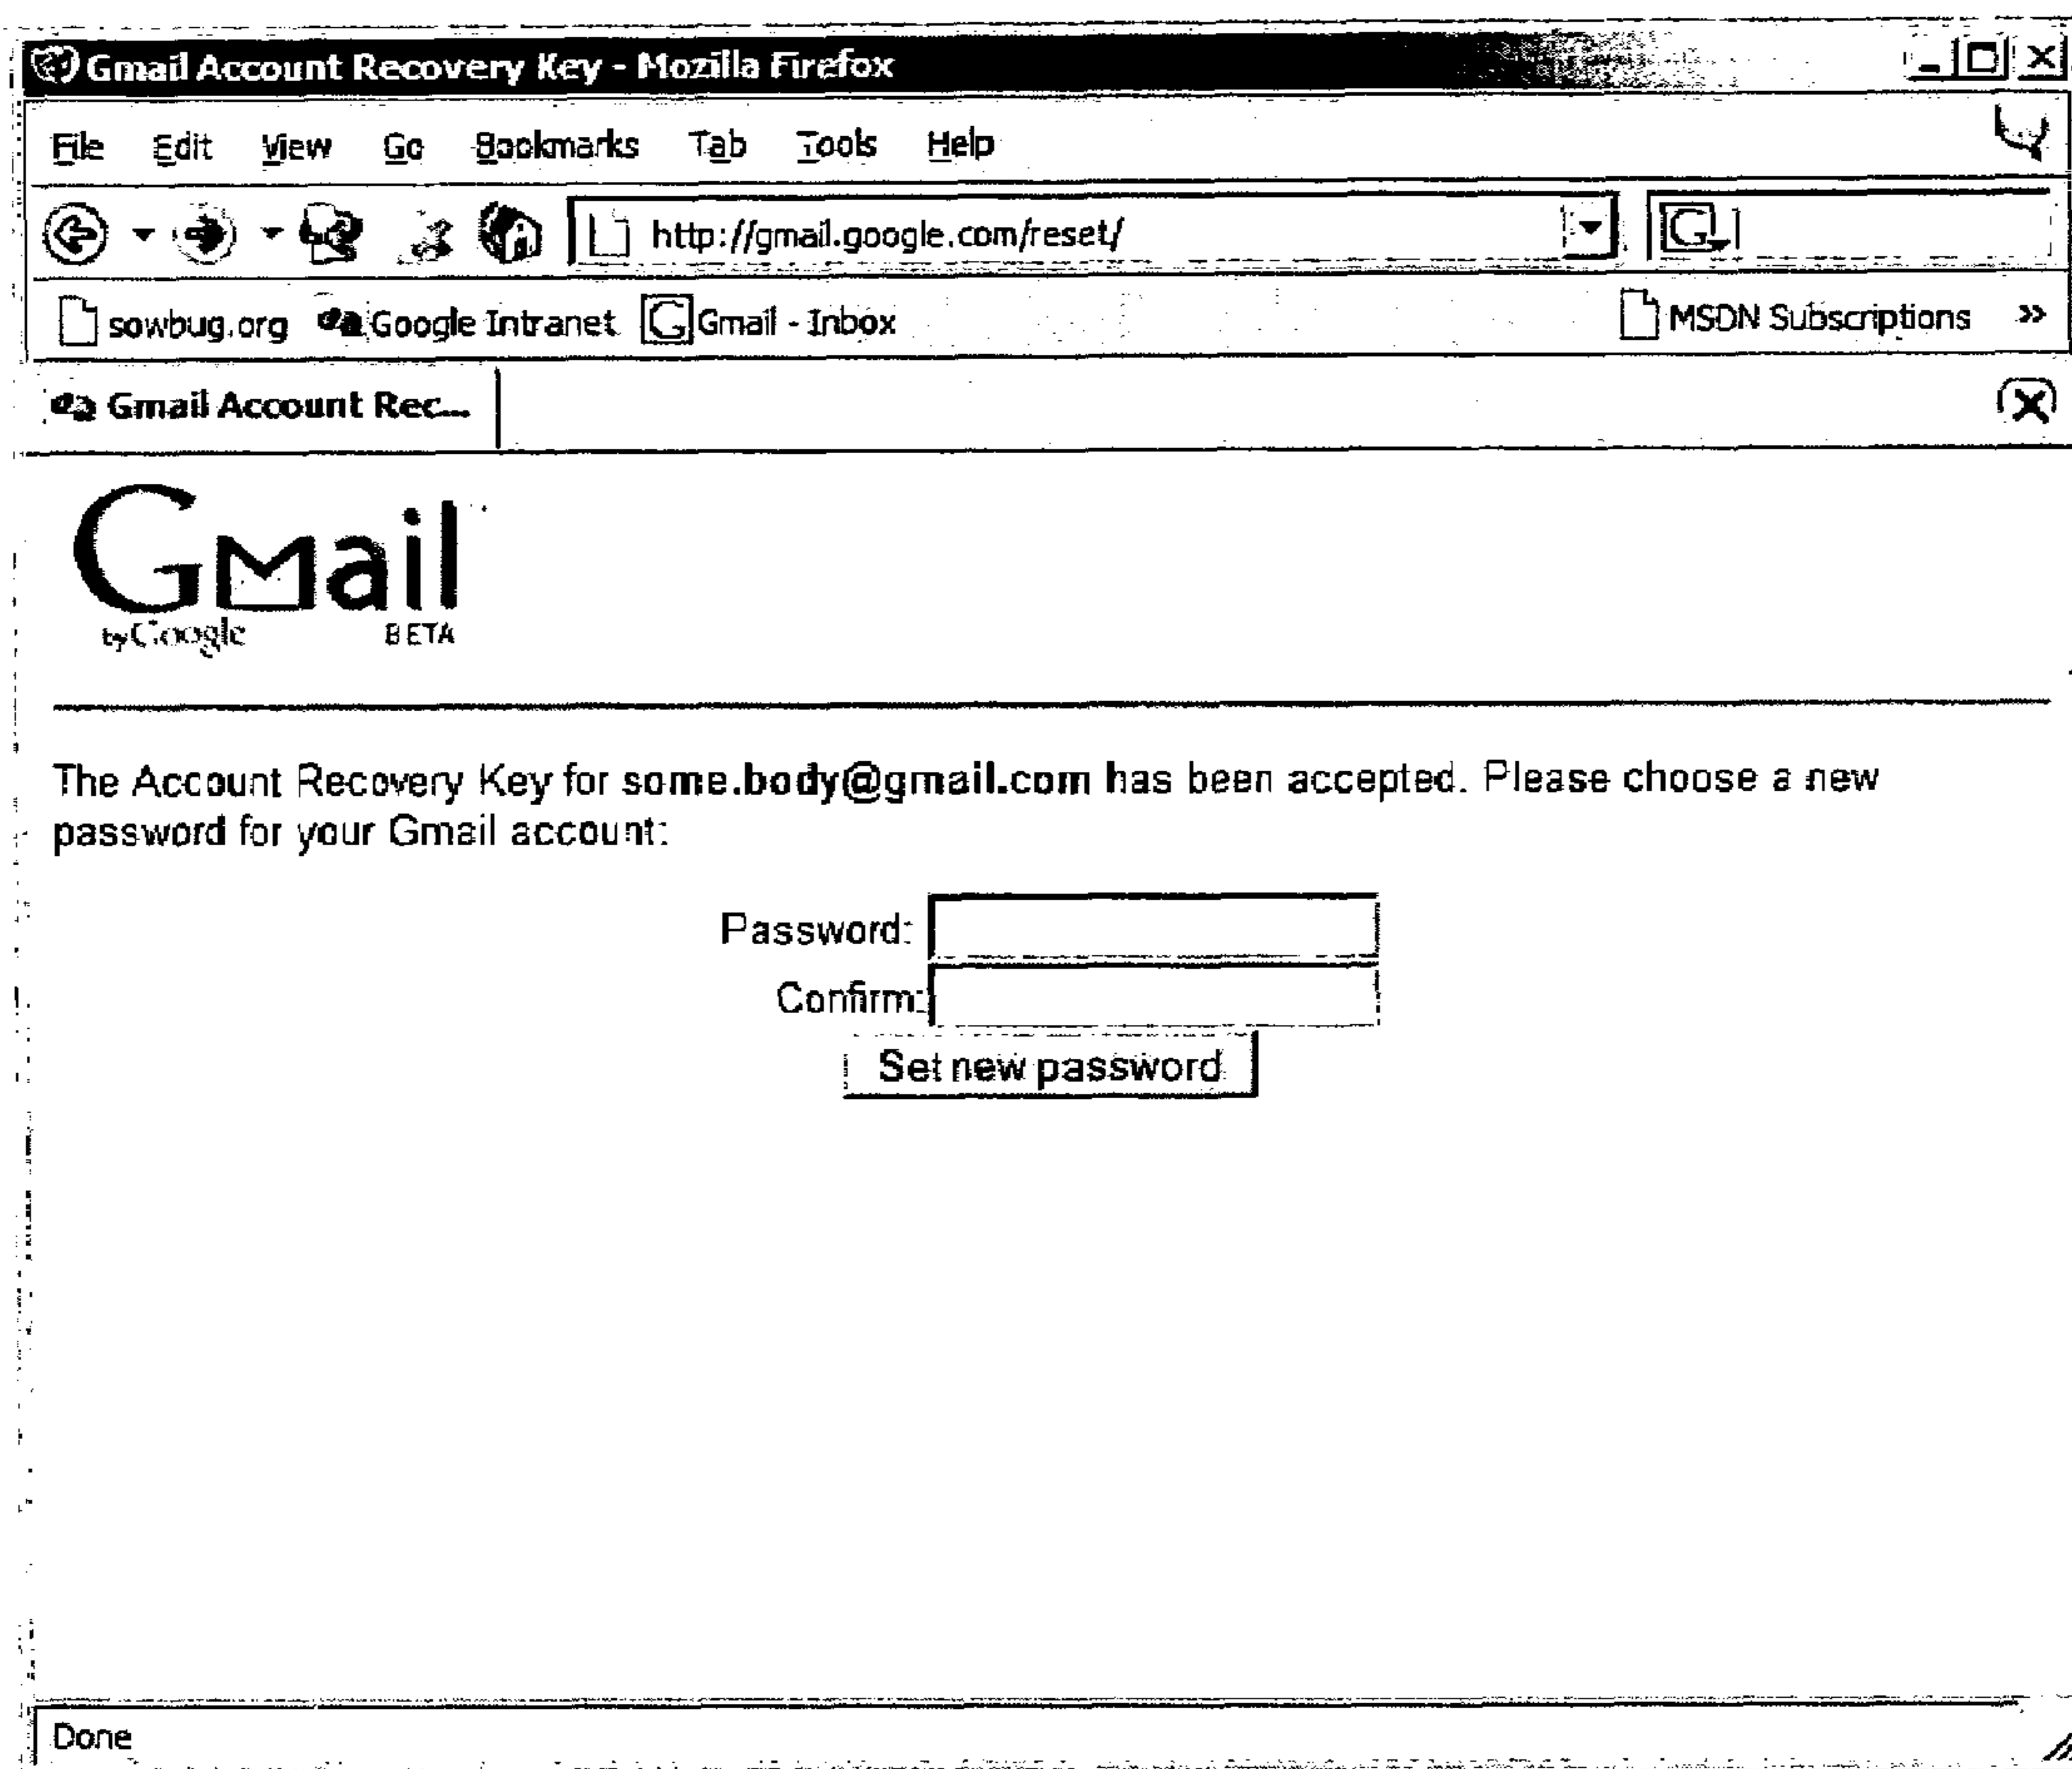 Gmail Account Recovery Key - Mozilla Firefox
File Edit View Go Bookmarks Tab Tools Help
http://gmail.google.com/reset/ G
sowbug.org Google Intranet G Gmail - Inbox MSDN Subscriptions »
Gmail Account Rec...
GMail
by Google BETA
The Account Recovery Key for some.body@gmail.com has been accepted. Please choose a new
password for your Gmail account:
Password:
Confirm:
Set new password
Done